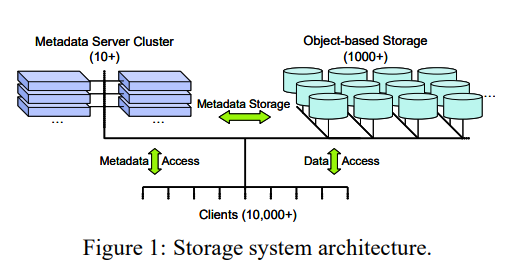 Metadata Server Cluster
(10+)
Object-based Storage
(1000+)
...
...
...
Metadata Storage
Metadata Access
Data Access
Clients (10,000+)
Figure 1: Storage system architecture.